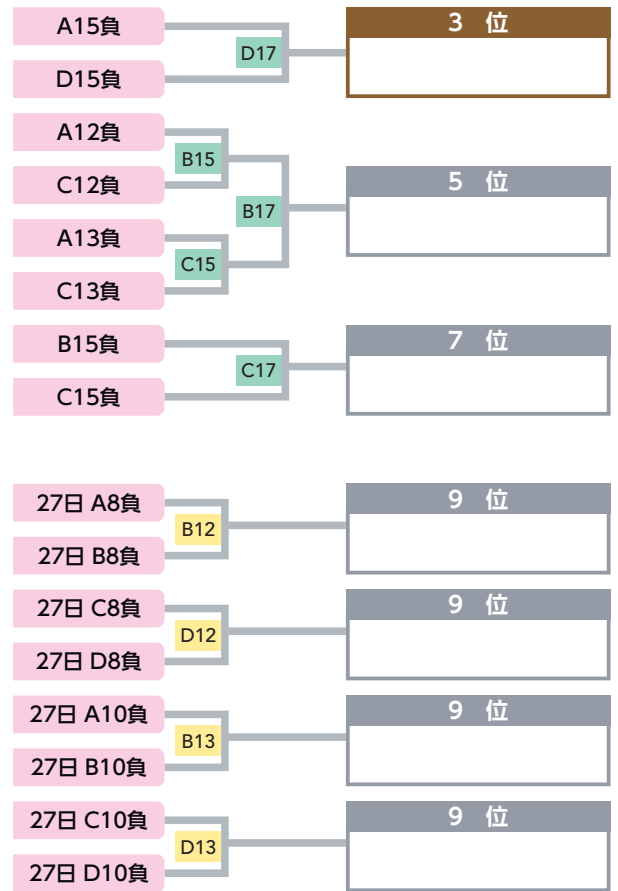 A15負
D15負
D17
3 位
A12負
C12負
A13負
C13負
B15
C15
B17
5 位
B15負
C15負
C17
7 位
27日 A8負
27日 B8負
B12
9 位
27日 C8負
27日 D8負
D12
9 位
27日 A10負
27日 B10負
B13
9 位
27日 C10負
27日 D10負
D13
9 位